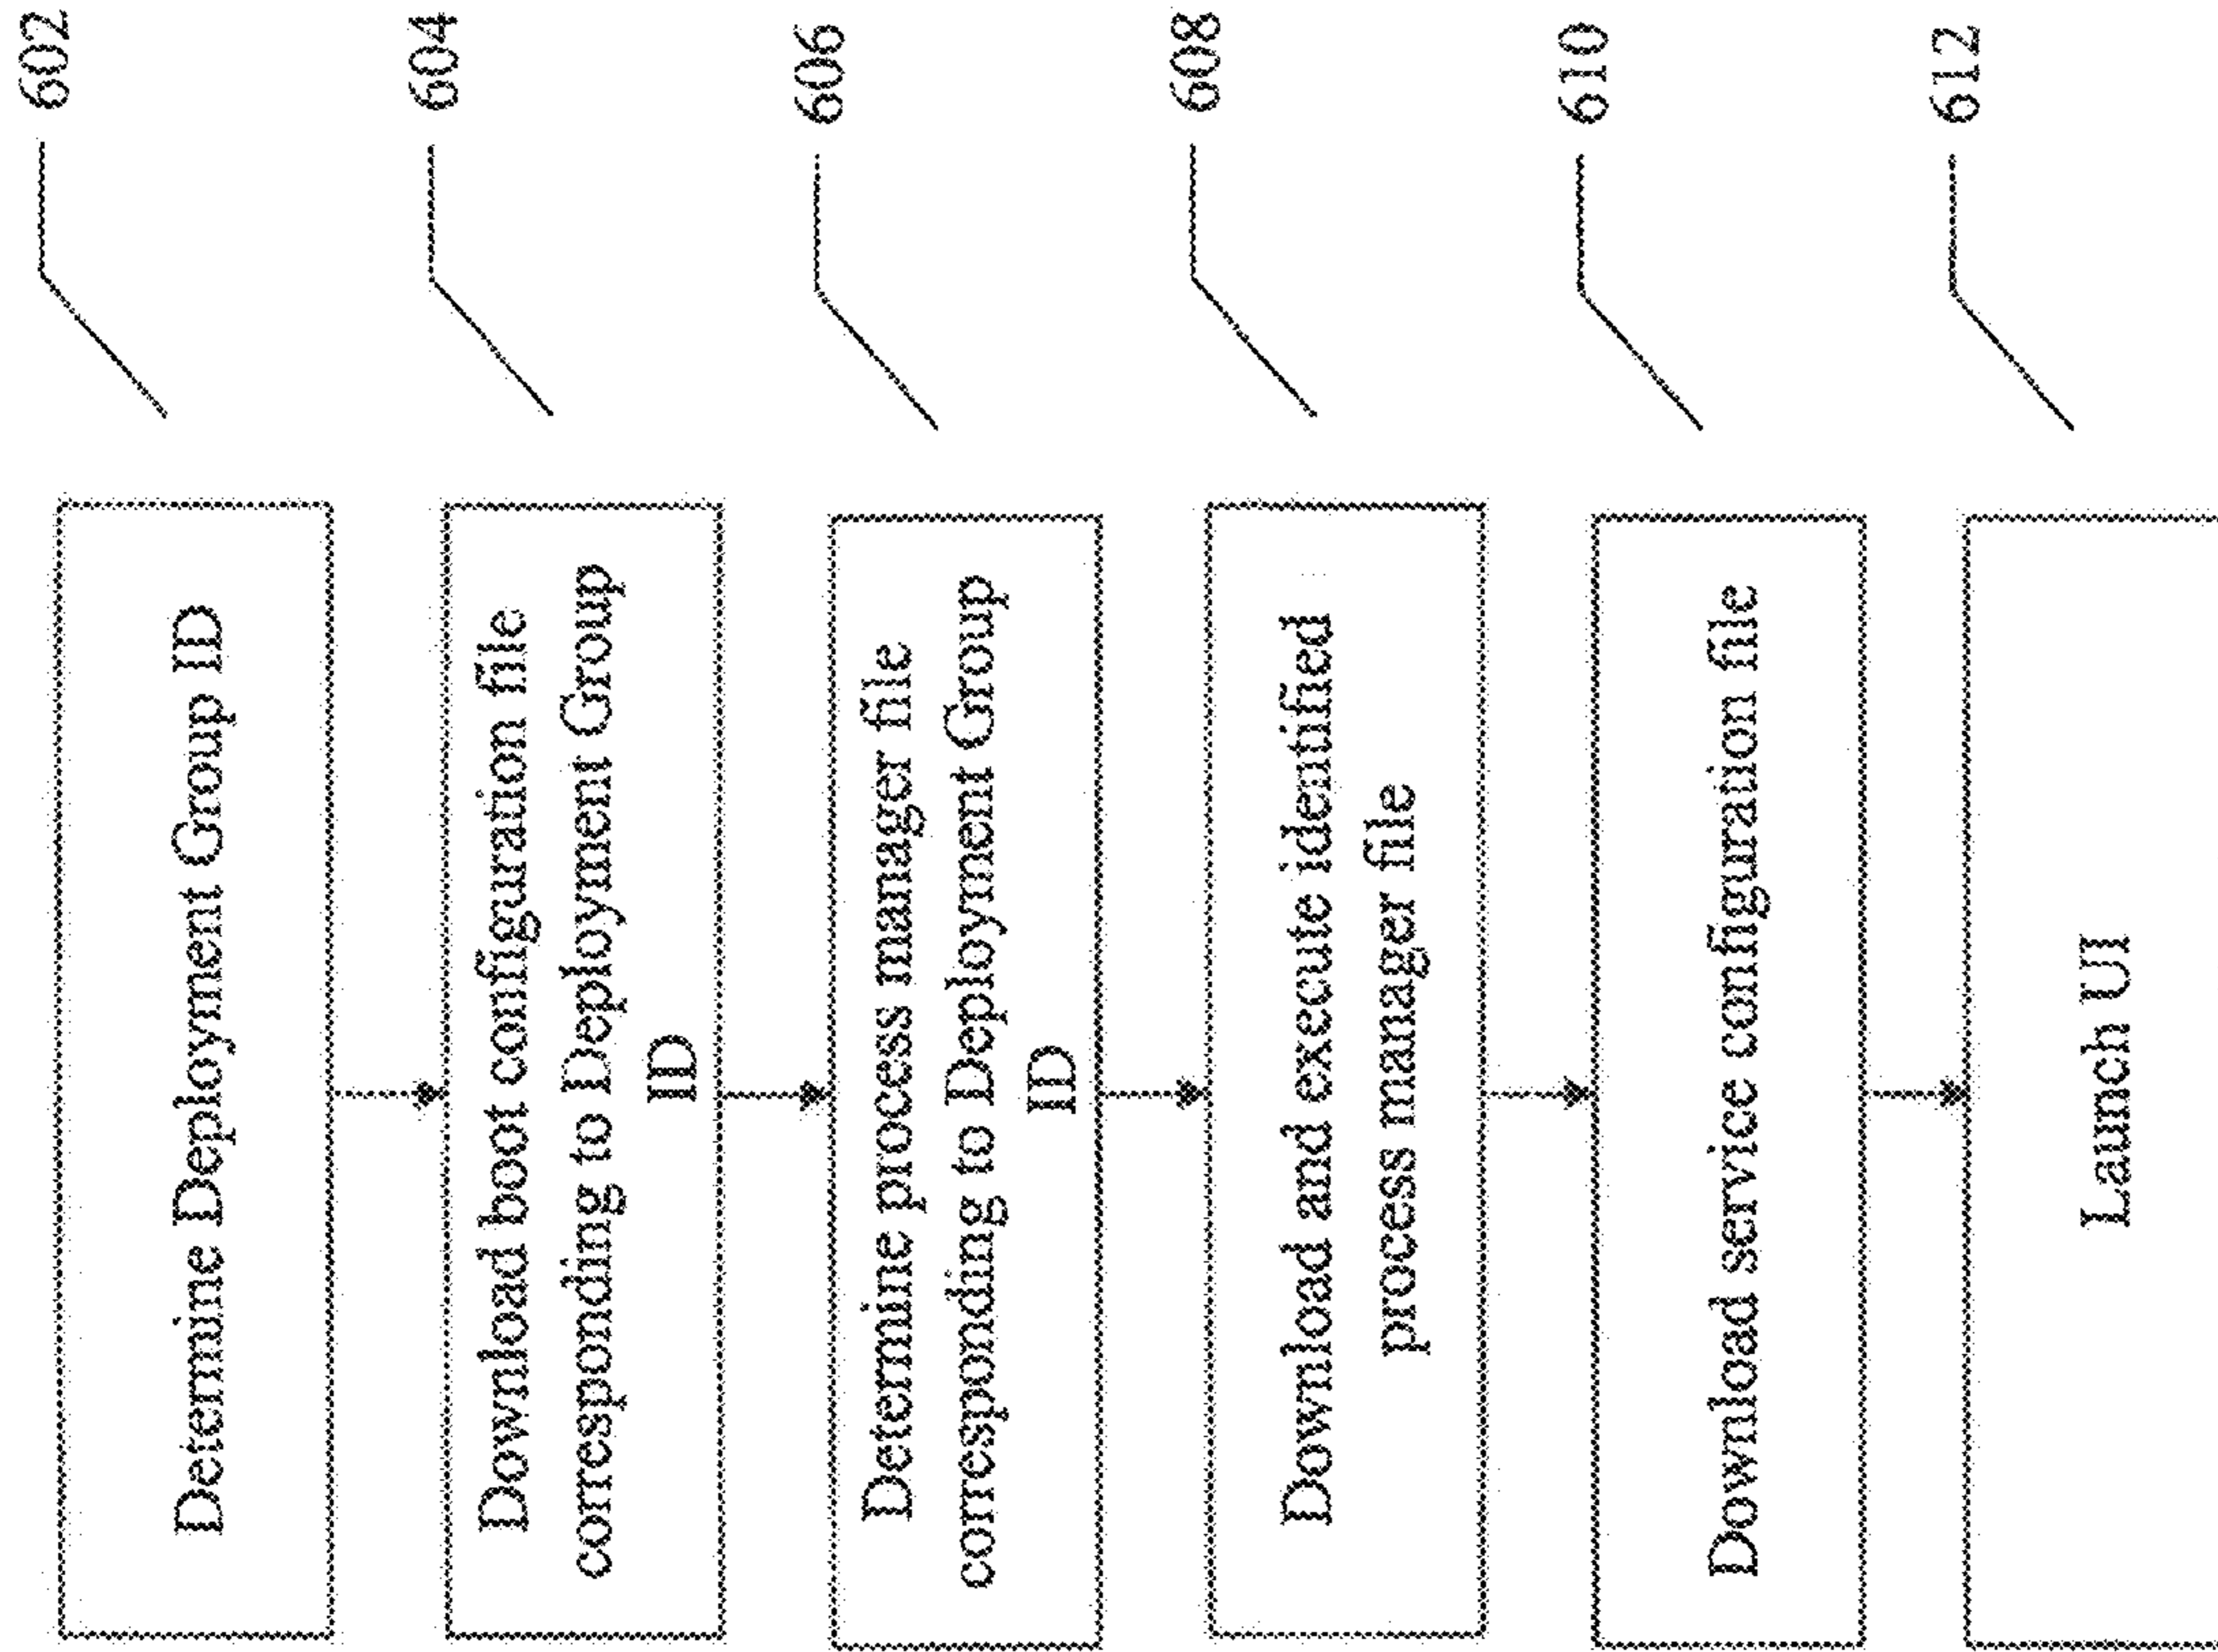 Determine Deployment Group ID
602
Download boot configuration file
corresponding to Deployment Group
ID
604
Determine process manager file
corresponding to Deployment Group
ID
606
Download and execute identified
process manager file
608
Download service configuration file
610
Launch UI
612